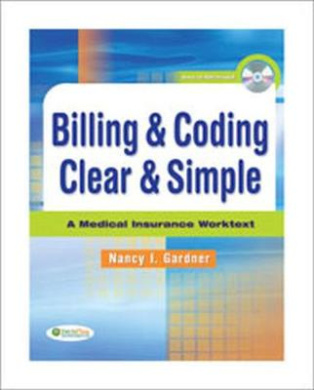 Billing & Coding
Clear & Simple
A Medical Insurance Worktext
Nancy J. Gardner